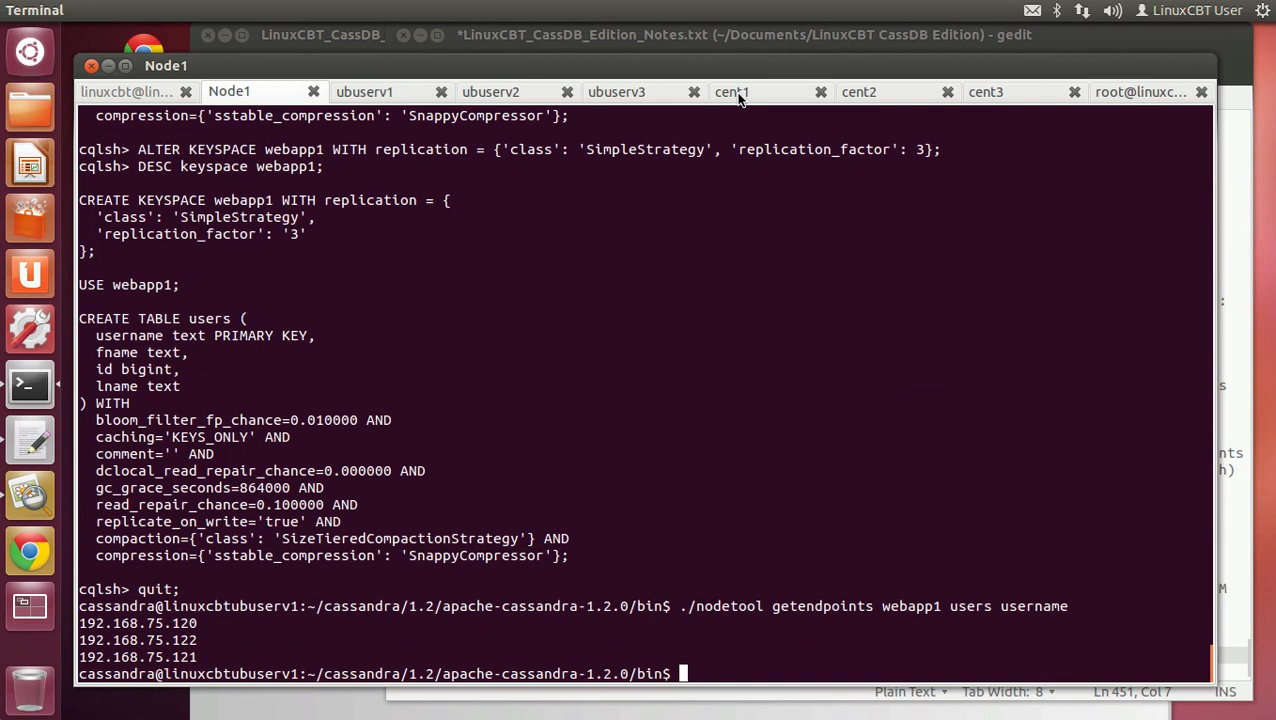 Terminal
LinuxCBT User
LinuxCBT_CassDB_
*LinuxCBT_CassDB_Edition_Notes.txt (~/Documents/LinuxCBT CassDB Edition) - gedit
Node1
linuxcbt@lin...
Node1
ubuserv1
ubuserv2
ubuserv3
cent1
cent2
cent3
root@linuxc...
compression={'sstable_compression': 'SnappyCompressor'};
cqlsh> ALTER KEYSPACE webapp1 WITH replication = {'class': 'SimpleStrategy', 'replication_factor': 3};
cqlsh> DESC keyspace webapp1;
CREATE KEYSPACE webapp1 WITH replication = {
'class': 'SimpleStrategy',
'replication_factor': '3'
};
USE webapp1;
CREATE TABLE users (
username text PRIMARY KEY,
fname text,
id bigint,
lname text
) WITH
bloom_filter_fp_chance=0.010000 AND
caching='KEYS_ONLY' AND
comment='' AND
dclocal_read_repair_chance=0.000000 AND
gc_grace_seconds=864000 AND
read_repair_chance=0.100000 AND
replicate_on_write='true' AND
compaction={'class': 'SizeTieredCompactionStrategy'} AND
compression={'sstable_compression': 'SnappyCompressor'};
cqlsh> quit;
cassandra@linuxcbtubuserv1:~/cassandra/1.2/apache-cassandra-1.2.0/bin$ ./nodetool getendpoints webapp1 users username
192.168.75.120
192.168.75.122
192.168.75.121
cassandra@linuxcbtubuserv1:~/cassandra/1.2/apache-cassandra-1.2.0/bin$
Plain Text
Tab Width: 8
Ln 451, Col 7
INS